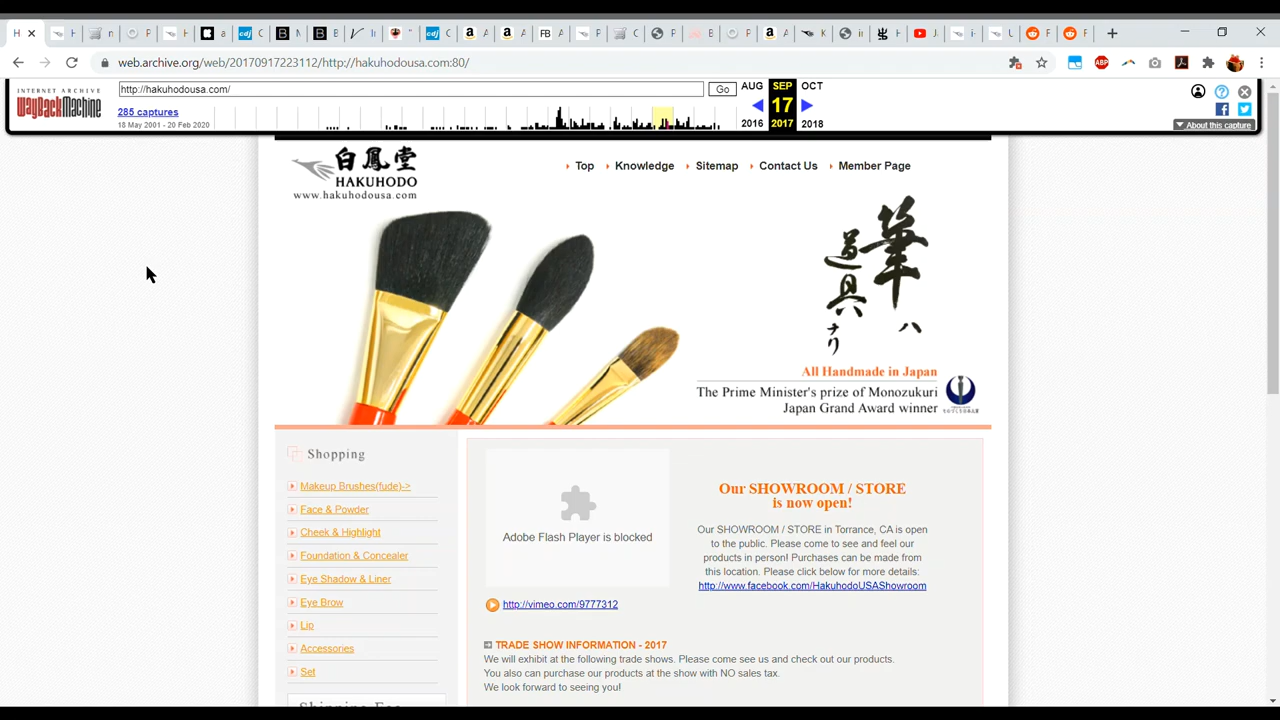 H
web.archive.org/web/20170917223112/http://hakuhodousa.com:80/
INTERNET ARCHIVE
WayBackMachine
http://hakuhodousa.com/
Go
285 captures
18 May 2001 - 20 Feb 2020
AUG SEP OCT
17
2016 2017 2018
About this capture
白鳳堂
HAKUHODO
www.hakuhodousa.com
Top Knowledge Sitemap Contact Us Member Page
筆ハ
道具ナリ
All Handmade in Japan
The Prime Minister's prize of Monozukuri
Japan Grand Award winner
Shopping
Makeup Brushes(fude)->
Face & Powder
Cheek & Highlight
Foundation & Concealer
Eye Shadow & Liner
Eye Brow
Lip
Accessories
Set
Adobe Flash Player is blocked
http://vimeo.com/9777312
Our SHOWROOM / STORE
is now open!
Our SHOWROOM / STORE in Torrance, CA is open
to the public. Please come to see and feel our
products in person! Purchases can be made from
this location. Please click below for more details:
http://www.facebook.com/HakuhodoUSAShowroom
TRADE SHOW INFORMATION - 2017
We will exhibit at the following trade shows. Please come see us and check out our products.
You also can purchase our products at the show with NO sales tax.
We look forward to seeing you!